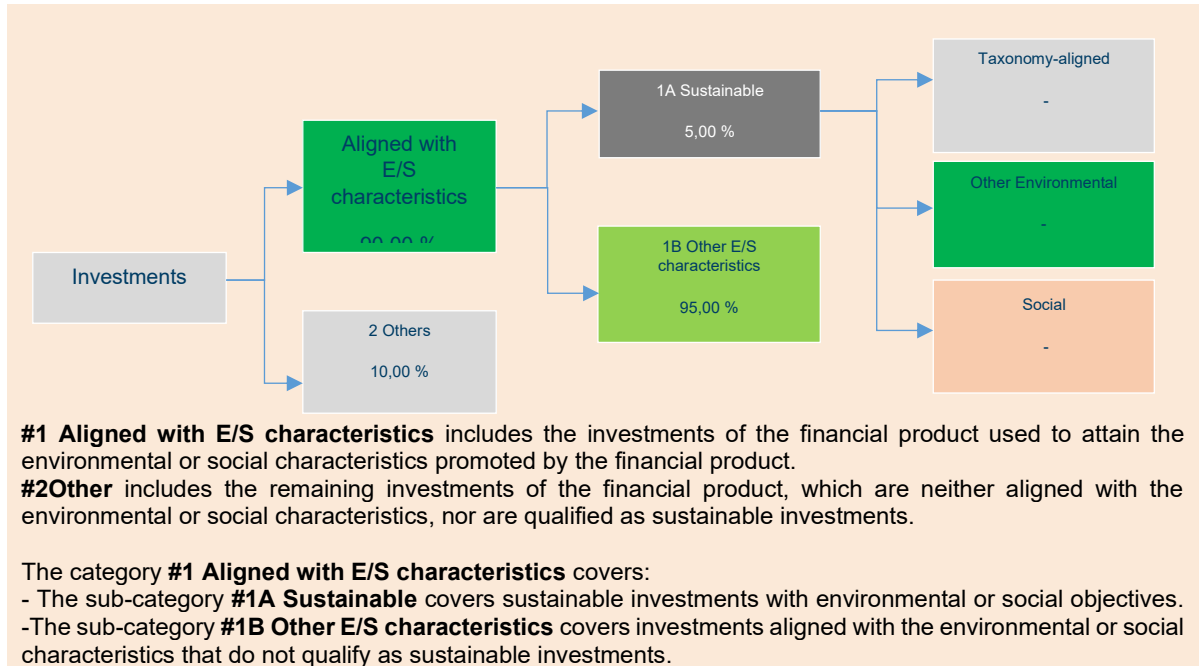 Investments
Aligned with
E/S
characteristics
2 Others
10,00 %
1A Sustainable
5,00 %
1B Other E/S
characteristics
95,00 %
Taxonomy-aligned
-
Other Environmental
-
Social
-
#1 Aligned with E/S characteristics includes the investments of the financial product used to attain the
environmental or social characteristics promoted by the financial product.
#2Other includes the remaining investments of the financial product, which are neither aligned with the
environmental or social characteristics, nor are qualified as sustainable investments.
The category #1 Aligned with E/S characteristics covers:
- The sub-category #1A Sustainable covers sustainable investments with environmental or social objectives.
-The sub-category #1B Other E/S characteristics covers investments aligned with the environmental or social
characteristics that do not qualify as sustainable investments.